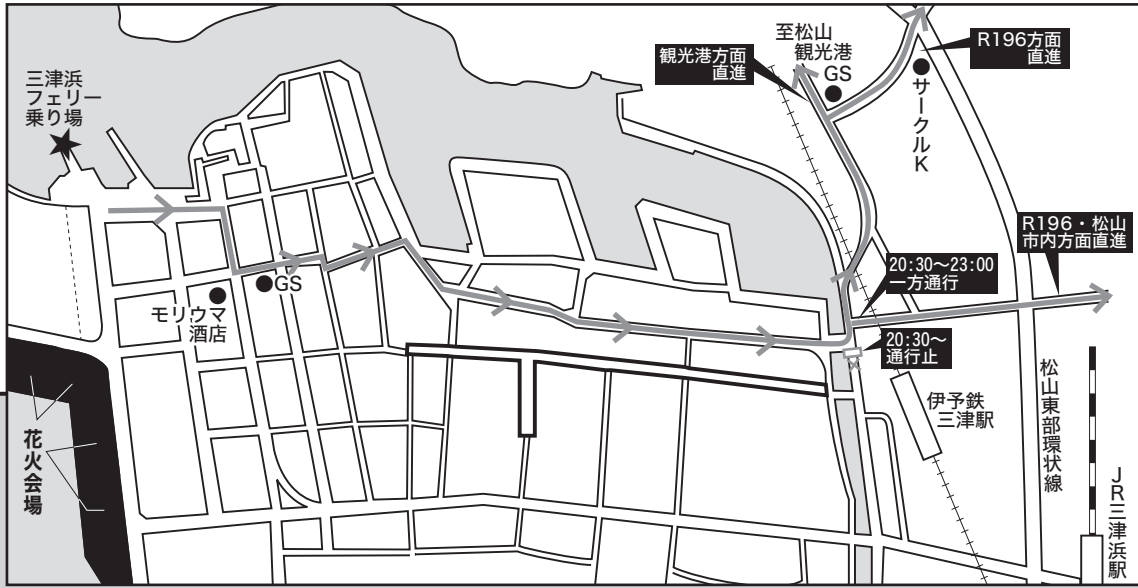 三津浜
フェリー
乗り場
至松山
観光港
観光港方面
直進
GS
R196方面
直進
サークルK
R196・松山
市内方面直進
20:30〜23:00
一方通行
GS
モリウマ
酒店
20:30〜
通行止
伊予鉄
三津駅
松山東部環状線
花火会場
JR三津浜駅